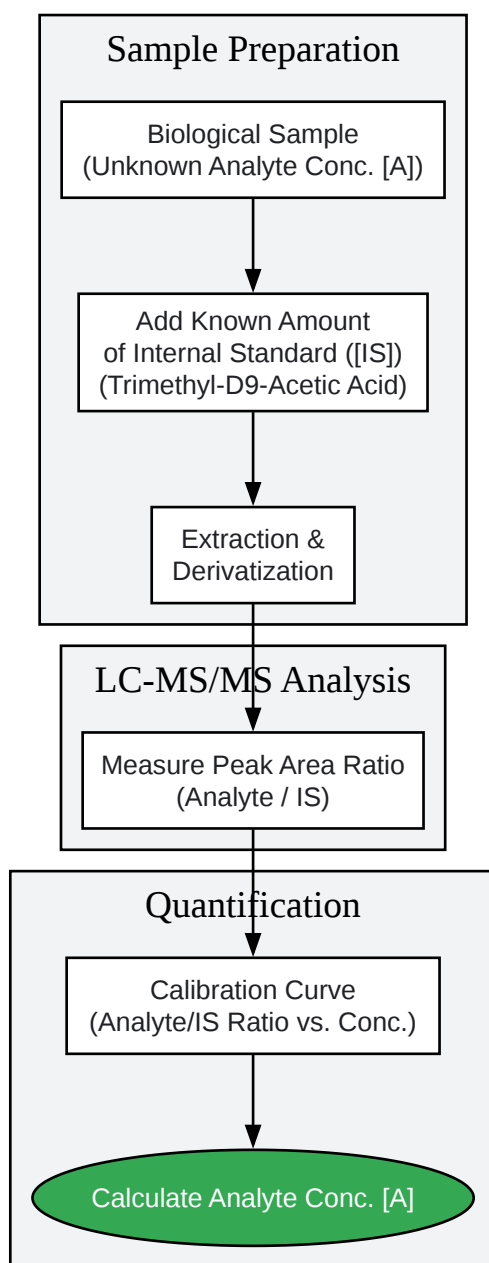 Sample Preparation
Biological Sample
(Unknown Analyte Conc. [A])
Add Known Amount
of Internal Standard ([IS])
(Trimethyl-D9-Acetic Acid)
Extraction &
Derivatization
LC-MS/MS Analysis
Measure Peak Area Ratio
(Analyte / IS)
Quantification
Calibration Curve
(Analyte/IS Ratio vs. Conc.)
Calculate Analyte Conc. [A]